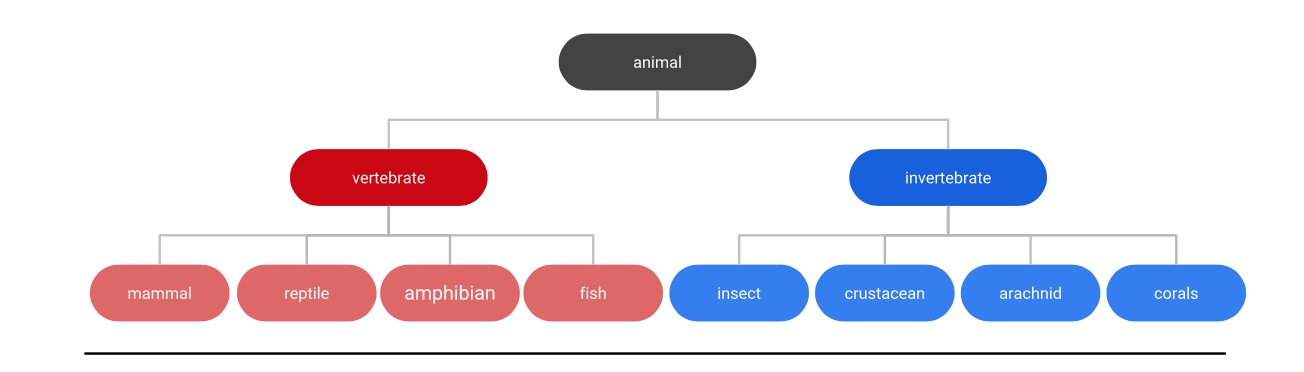 animal
vertebrate invertebrate
mammal reptile amphibian fish insect crustacean arachnid corals